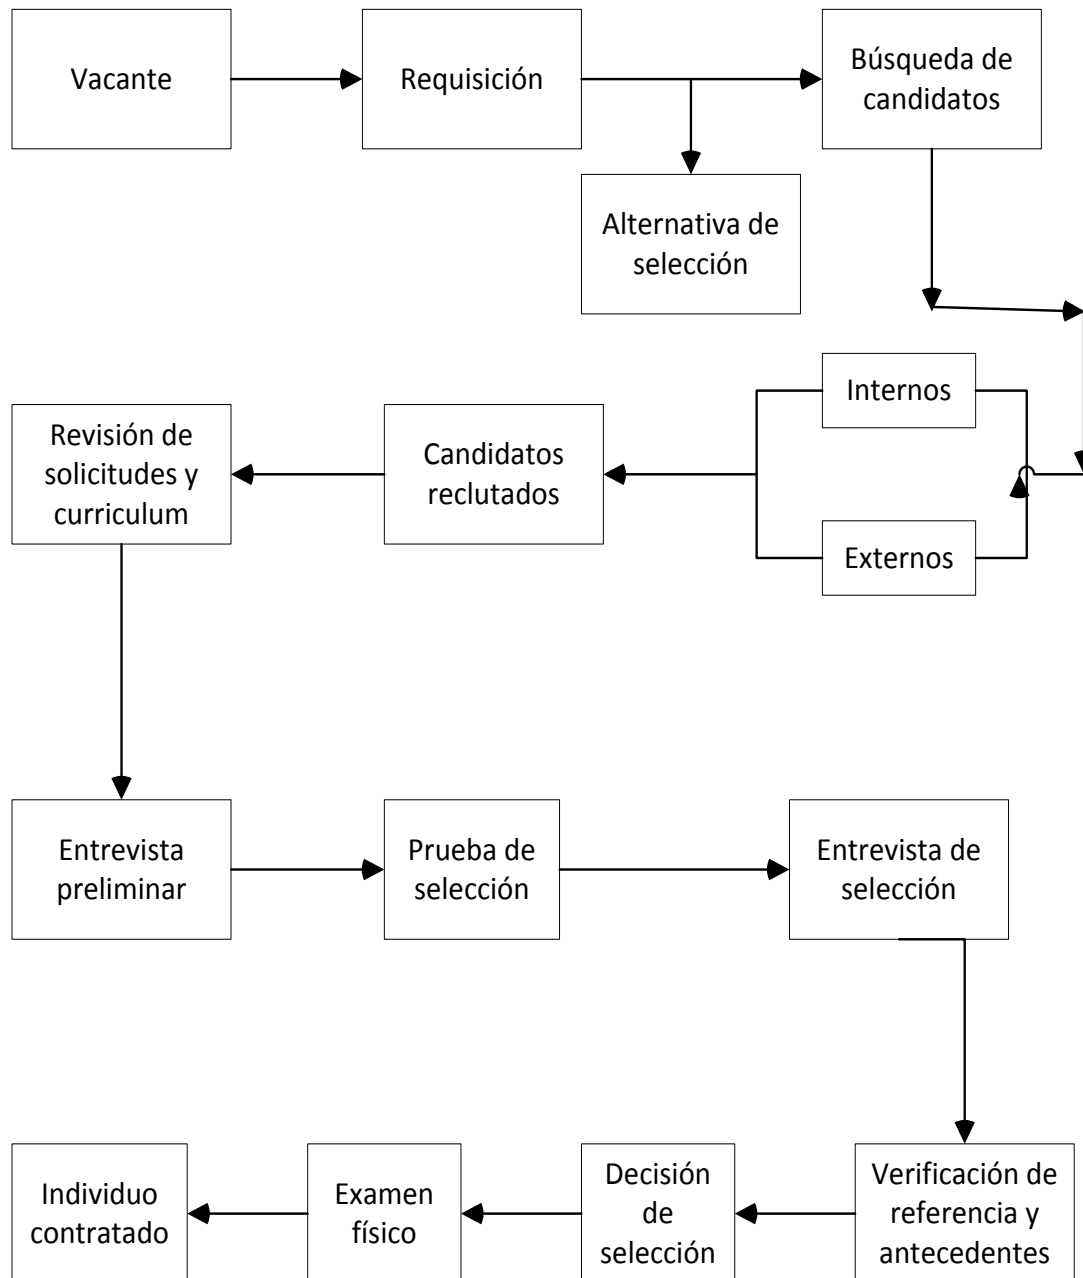 Vacante
Requisición
Búsqueda de
candidatos
Alternativa de
selección
Internos
Externos
Candidatos
reclutados
Revisión de
solicitudes y
curriculum
Entrevista
preliminar
Prueba de
selección
Entrevista de
selección
Verificación de
referencia y
antecedentes
Decisión
de
selección
Examen
físico
Individuo
contratado